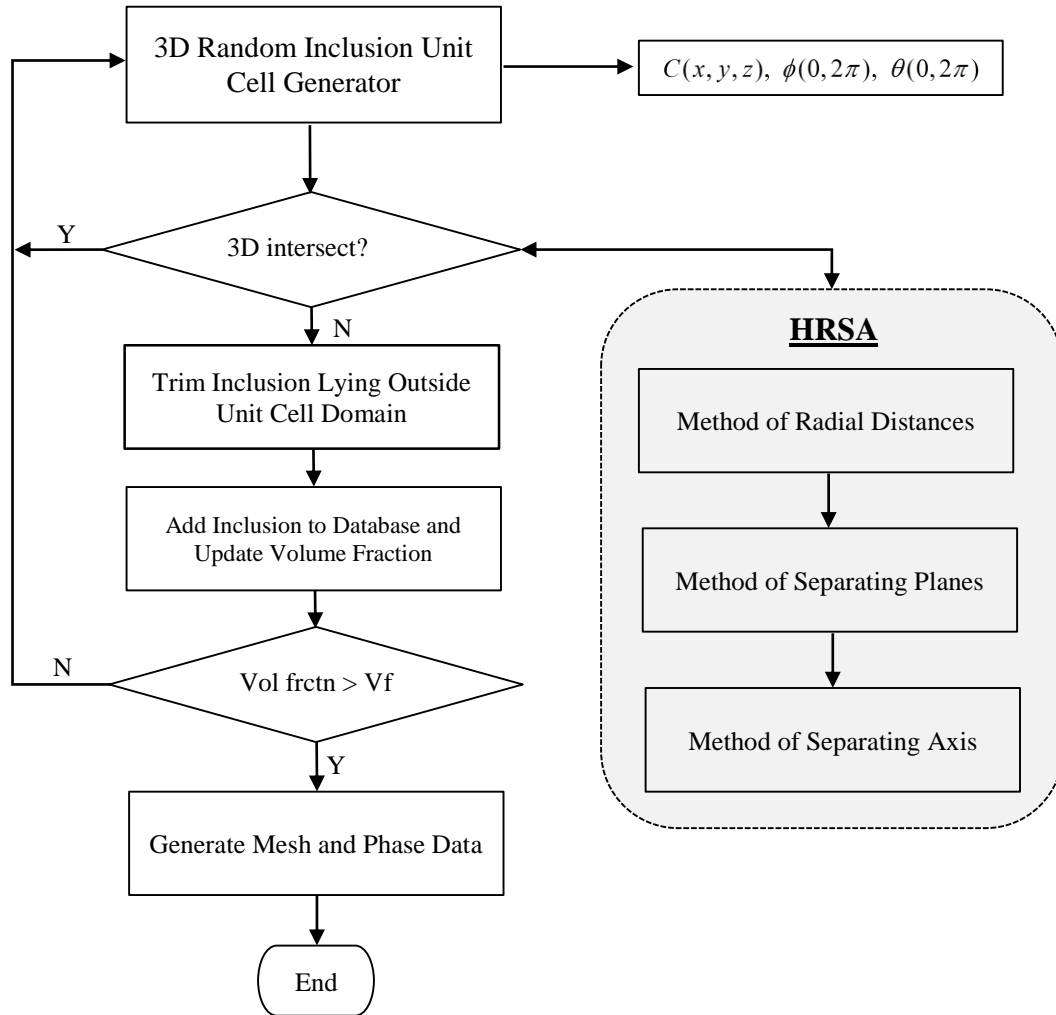 3D Random Inclusion Unit
Cell Generator
C(x, y, z), ϕ(0, 2π), θ(0, 2π)
Y
3D intersect?
N
Trim Inclusion Lying Outside
Unit Cell Domain
Add Inclusion to Database and
Update Volume Fraction
N
Vol frctn > Vf
Y
Generate Mesh and Phase Data
End
HRSA
Method of Radial Distances
Method of Separating Planes
Method of Separating Axis